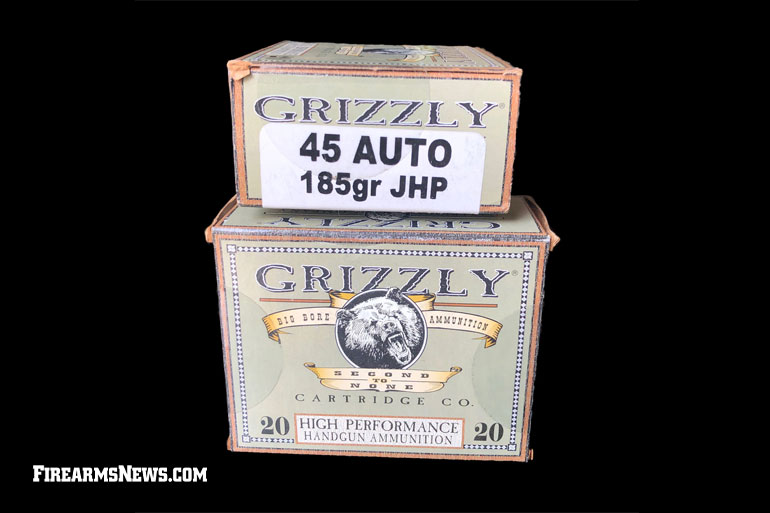 GRIZZLY®
45 AUTO
185gr JHP
GRIZZLY
GRIZZLY®
BIG BORE AMMUNITION
SECOND
TO
NONE
CARTRIDGE CO.
20 HIGH PERFORMANCE 20
HANDGUN AMMUNITION
FIREARMSNEWS.COM